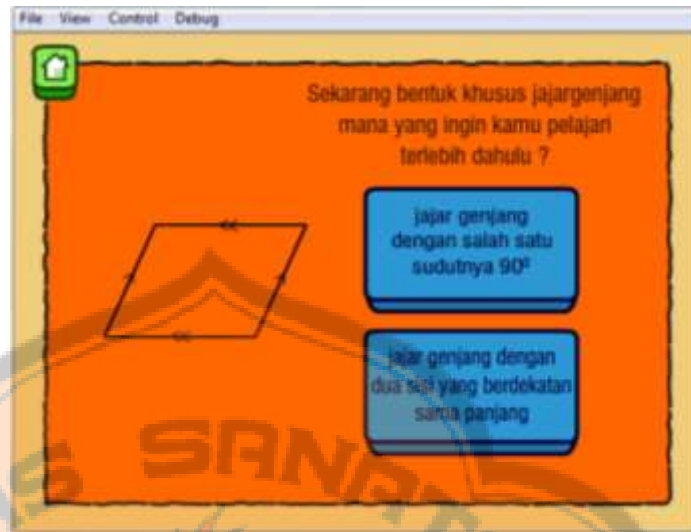 File View Control Debug
Sekarang bentuk khusus jajargenjang
mana yang ingin kamu pelajari
terlebih dahulu ?
jajar genjang
dengan salah satu
sudutnya 90⁰
jajar genjang dengan
dua sisi yang berdekatan
sama panjang